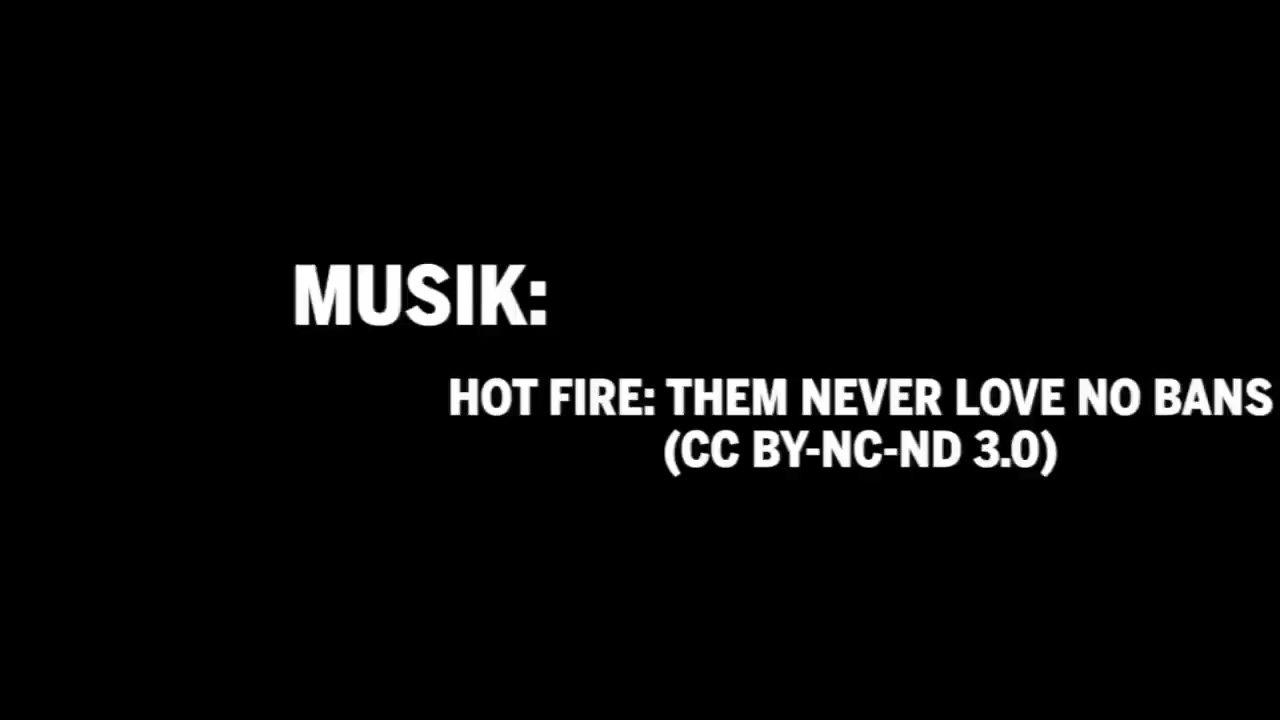 MUSIK:
HOT FIRE: THEM NEVER LOVE NO BANS
(CC BY-NC-ND 3.0)